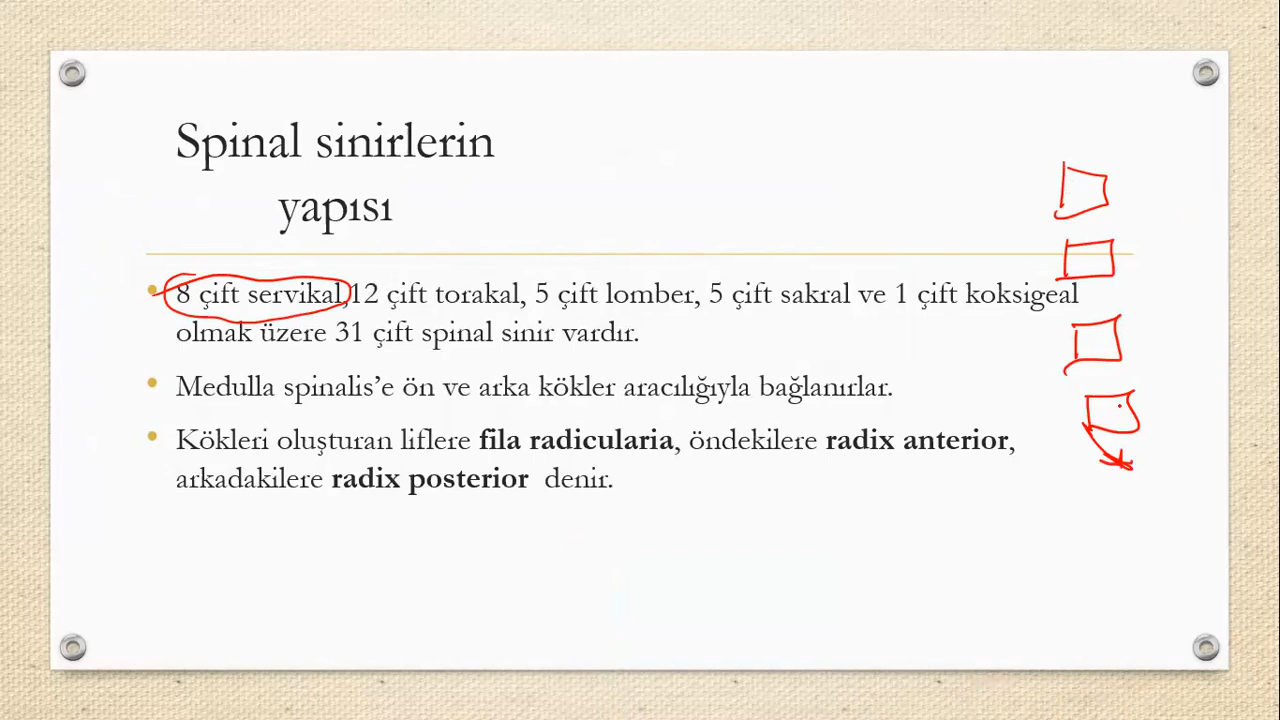 Spinal sinirlerin
yapısı
• 8 çift servikal,12 çift torakal, 5 çift lomber, 5 çift sakral ve 1 çift koksigeal
olmak üzere 31 çift spinal sinir vardır.
• Medulla spinalis’e ön ve arka kökler aracılığıyla bağlanırlar.
• Kökleri oluşturan liflere fila radicularia, öndekilere radix anterior,
arkadakilere radix posterior denir.